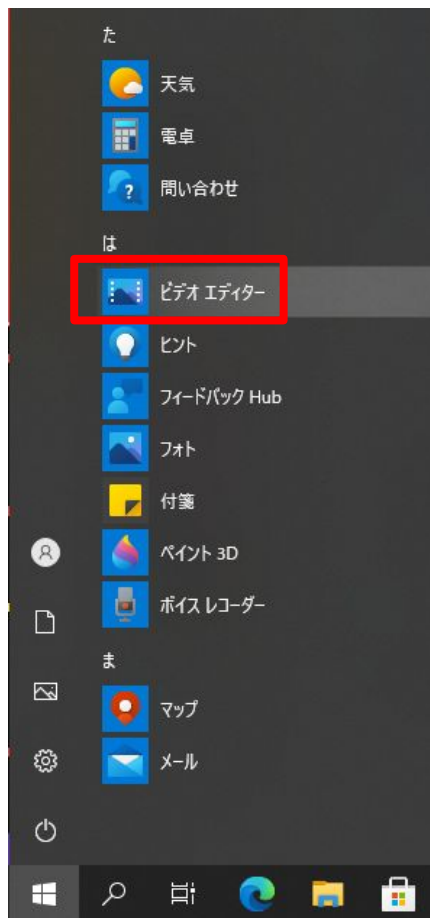 た
天気
電卓
問い合わせ
は
ビデオ エディター
ヒント
フィードバック Hub
フォト
付箋
ペイント 3D
ボイス レコーダー
ま
マップ
メール